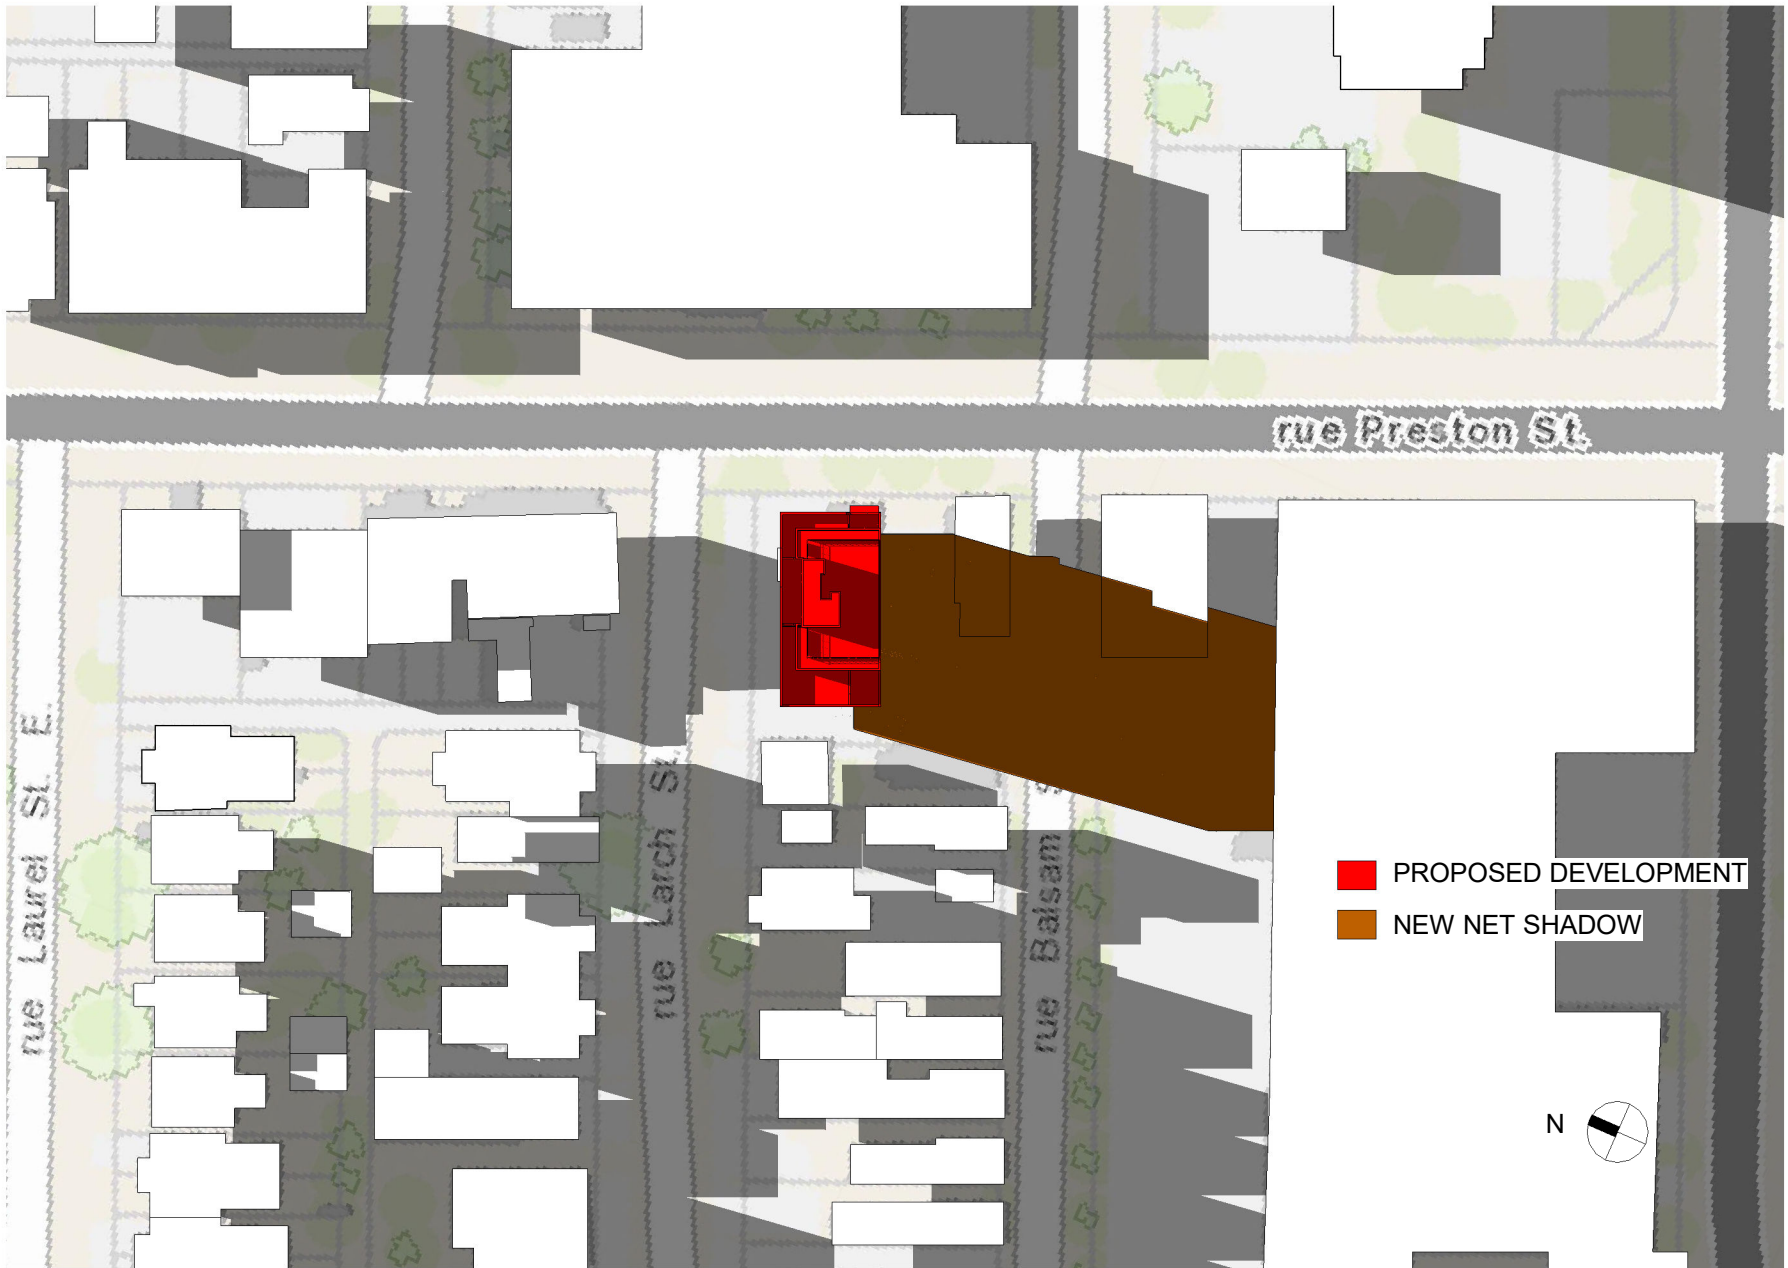 rue Preston St.
rue Laurel St. E.
rue Larch St.
rue Balsam S
PROPOSED DEVELOPMENT
NEW NET SHADOW
N